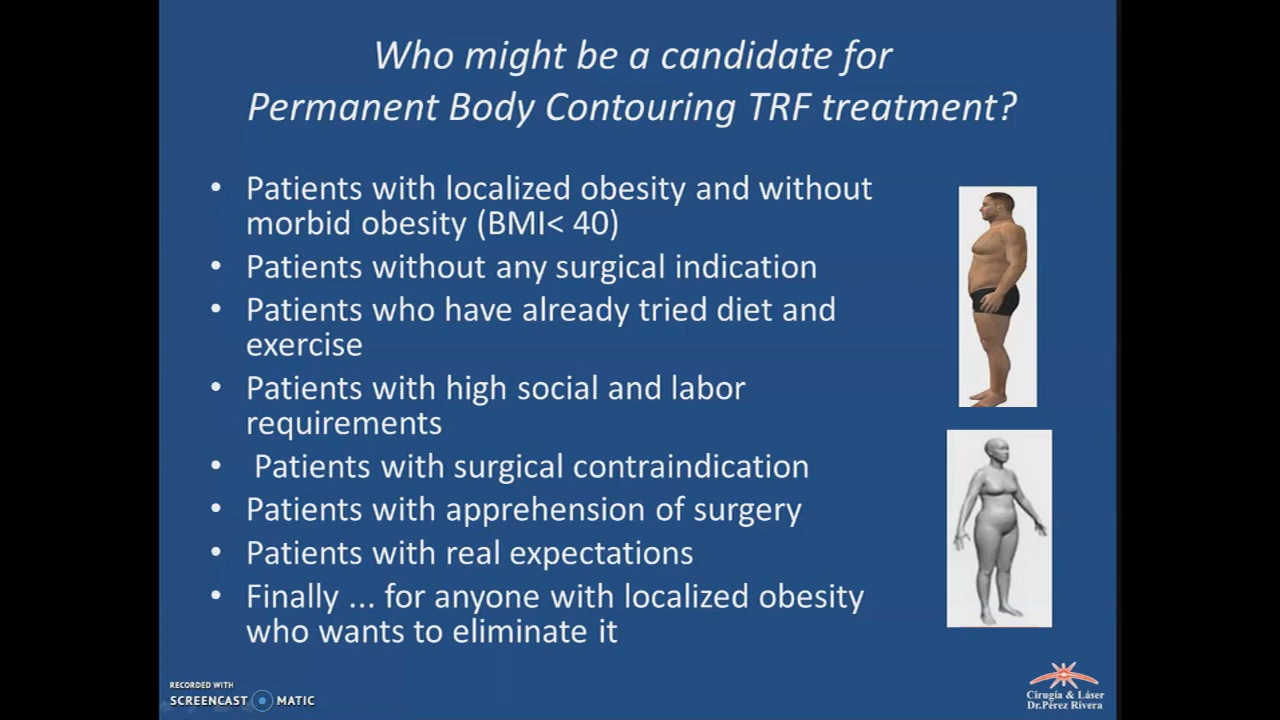 Who might be a candidate for
Permanent Body Contouring TRF treatment?
• Patients with localized obesity and without
morbid obesity (BMI< 40)
• Patients without any surgical indication
• Patients who have already tried diet and
exercise
• Patients with high social and labor
requirements
• Patients with surgical contraindication
• Patients with apprehension of surgery
• Patients with real expectations
• Finally ... for anyone with localized obesity
who wants to eliminate it
RECORDED WITH
SCREENCAST MATIC
Cirugía & Láser
Dr.Pérez Rivera